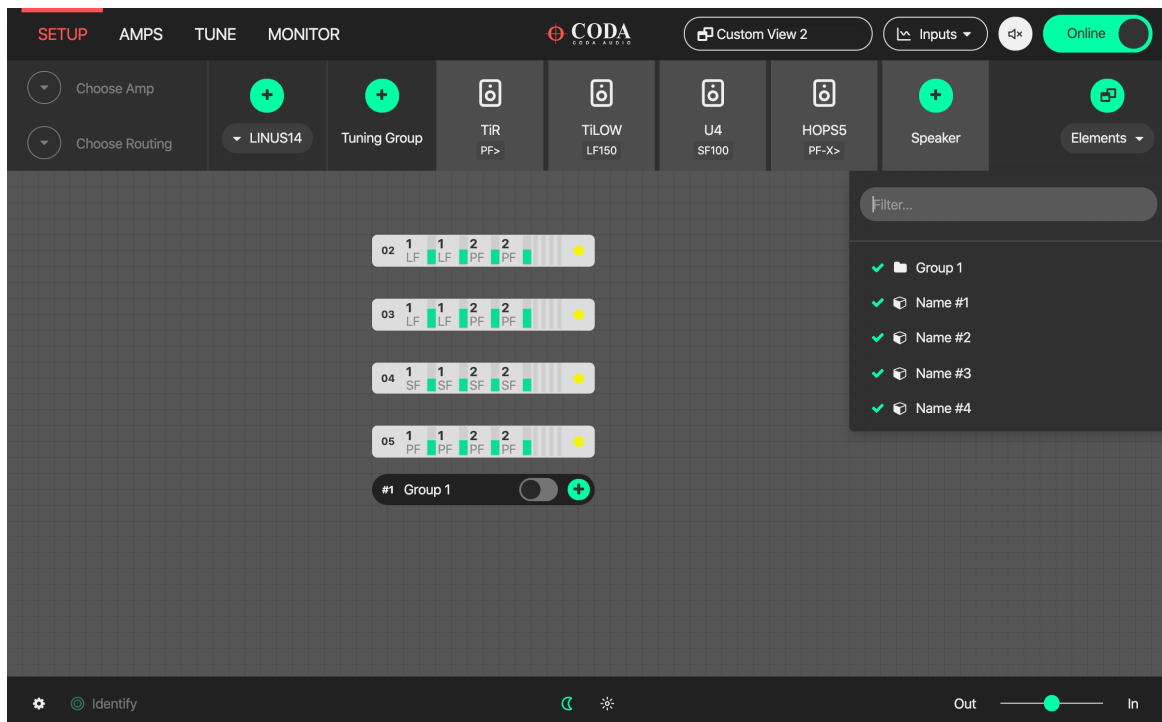 SETUP AMPS TUNE MONITOR CODA Custom View 2 Inputs Online
CODA AUDIO
Choose Amp
Choose Routing
LINUS14
Tuning Group
TiR
PF>
TiLOW
LF150
U4
SF100
HOPS5
PF-X>
Speaker
Elements
Filter...
Group 1
Name #1
Name #2
Name #3
Name #4
02 1 1 2 2
LF LF PF PF
03 1 1 2 2
LF LF PF PF
04 1 1 2 2
SF SF SF SF
05 1 1 2 2
PF PF PF PF
#1 Group 1
Identify
Out In